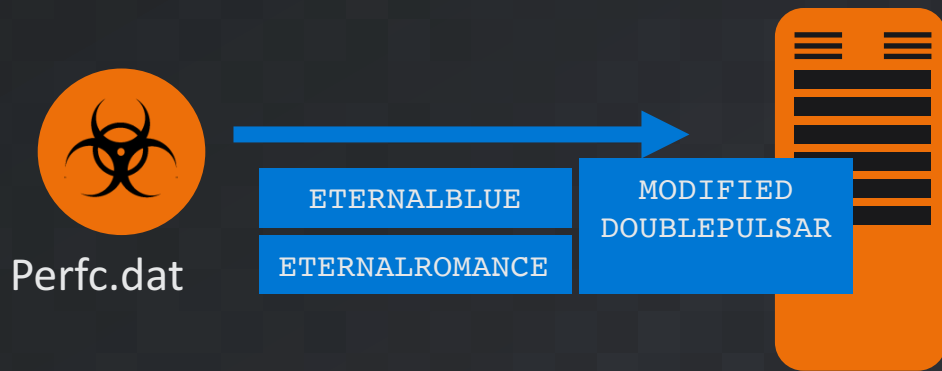 ETERNALBLUE
MODIFIED
DOUBLEPULSAR
ETERNALROMANCE
Perfc.dat